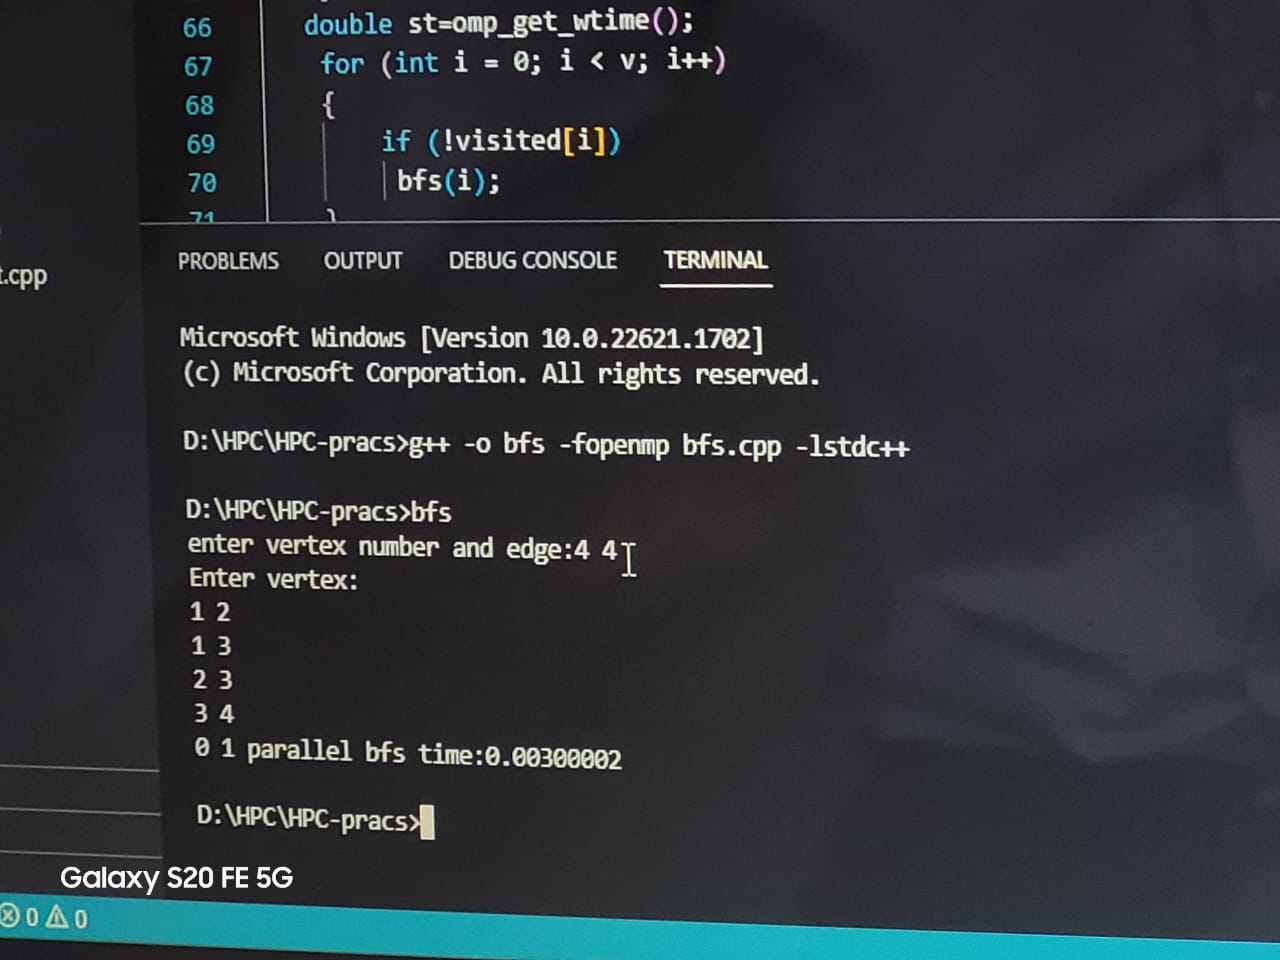 66 double st=omp_get_wtime();
67 for (int i = 0; i < v; i++)
68 {
69 if (!visited[i])
70 bfs(i);
71 }
t.cpp
PROBLEMS OUTPUT DEBUG CONSOLE TERMINAL
Microsoft Windows [Version 10.0.22621.1702]
(c) Microsoft Corporation. All rights reserved.
D:\HPC\HPC-pracs>g++ -o bfs -fopenmp bfs.cpp -lstdc++
D:\HPC\HPC-pracs>bfs
enter vertex number and edge:4 4
Enter vertex:
1 2
1 3
2 3
3 4
0 1 parallel bfs time:0.00300002
D:\HPC\HPC-pracs>
Galaxy S20 FE 5G
0 0